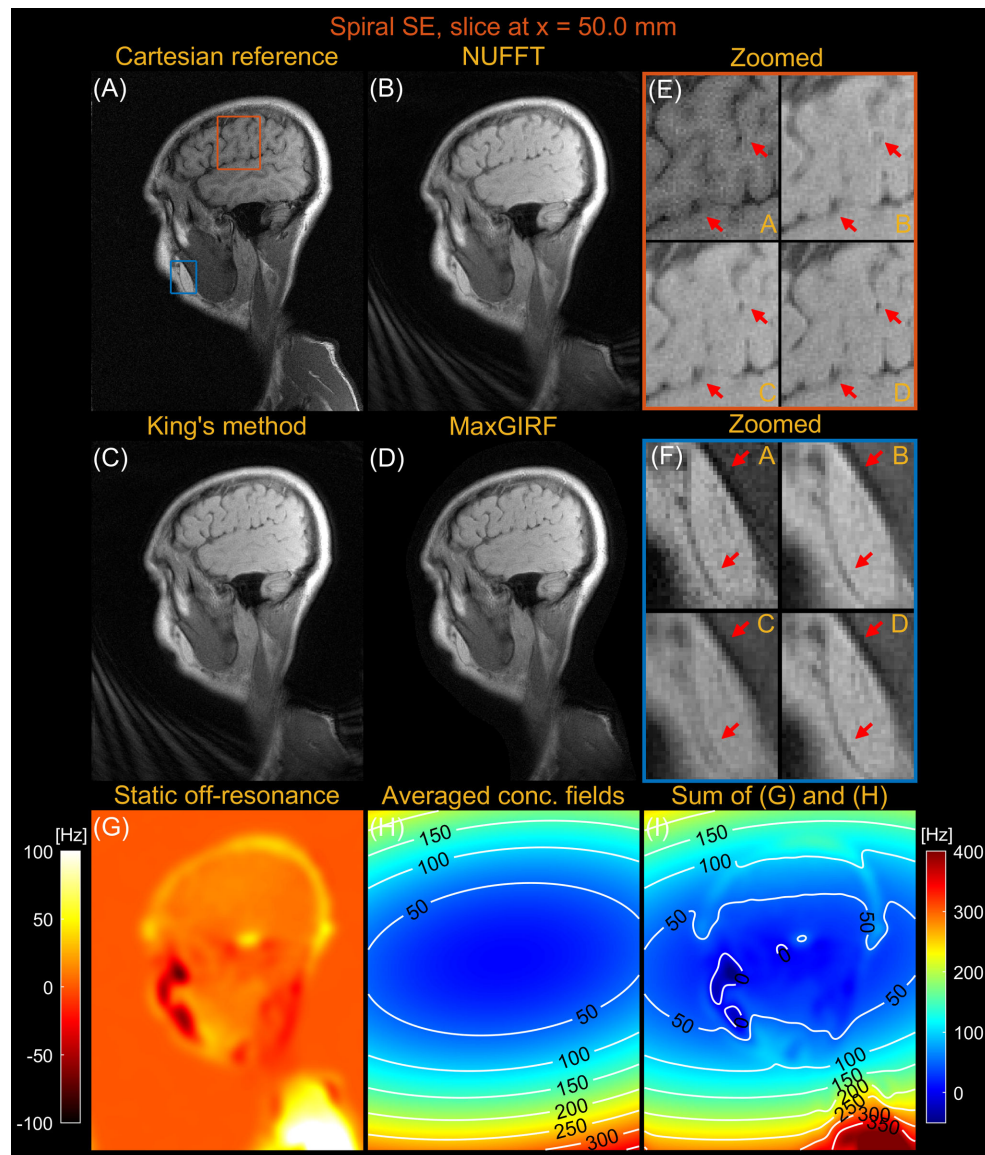 Spiral SE, slice at x = 50.0 mm
Cartesian reference
NUFFT
Zoomed
(A)
(B)
(E)
A
B
C
D
King's method
MaxGIRF
Zoomed
(C)
(D)
(F)
A
B
C
D
Static off-resonance
Averaged conc. fields
Sum of (G) and (H)
[Hz]
(G)
(H)
(I)
[Hz]
100
50
0
-50
-100
150
100
50
50
100
150
200
250
300
150
100
50
50
0
0
0
50
50
100
150
200
250
300
350
400
300
200
100
0